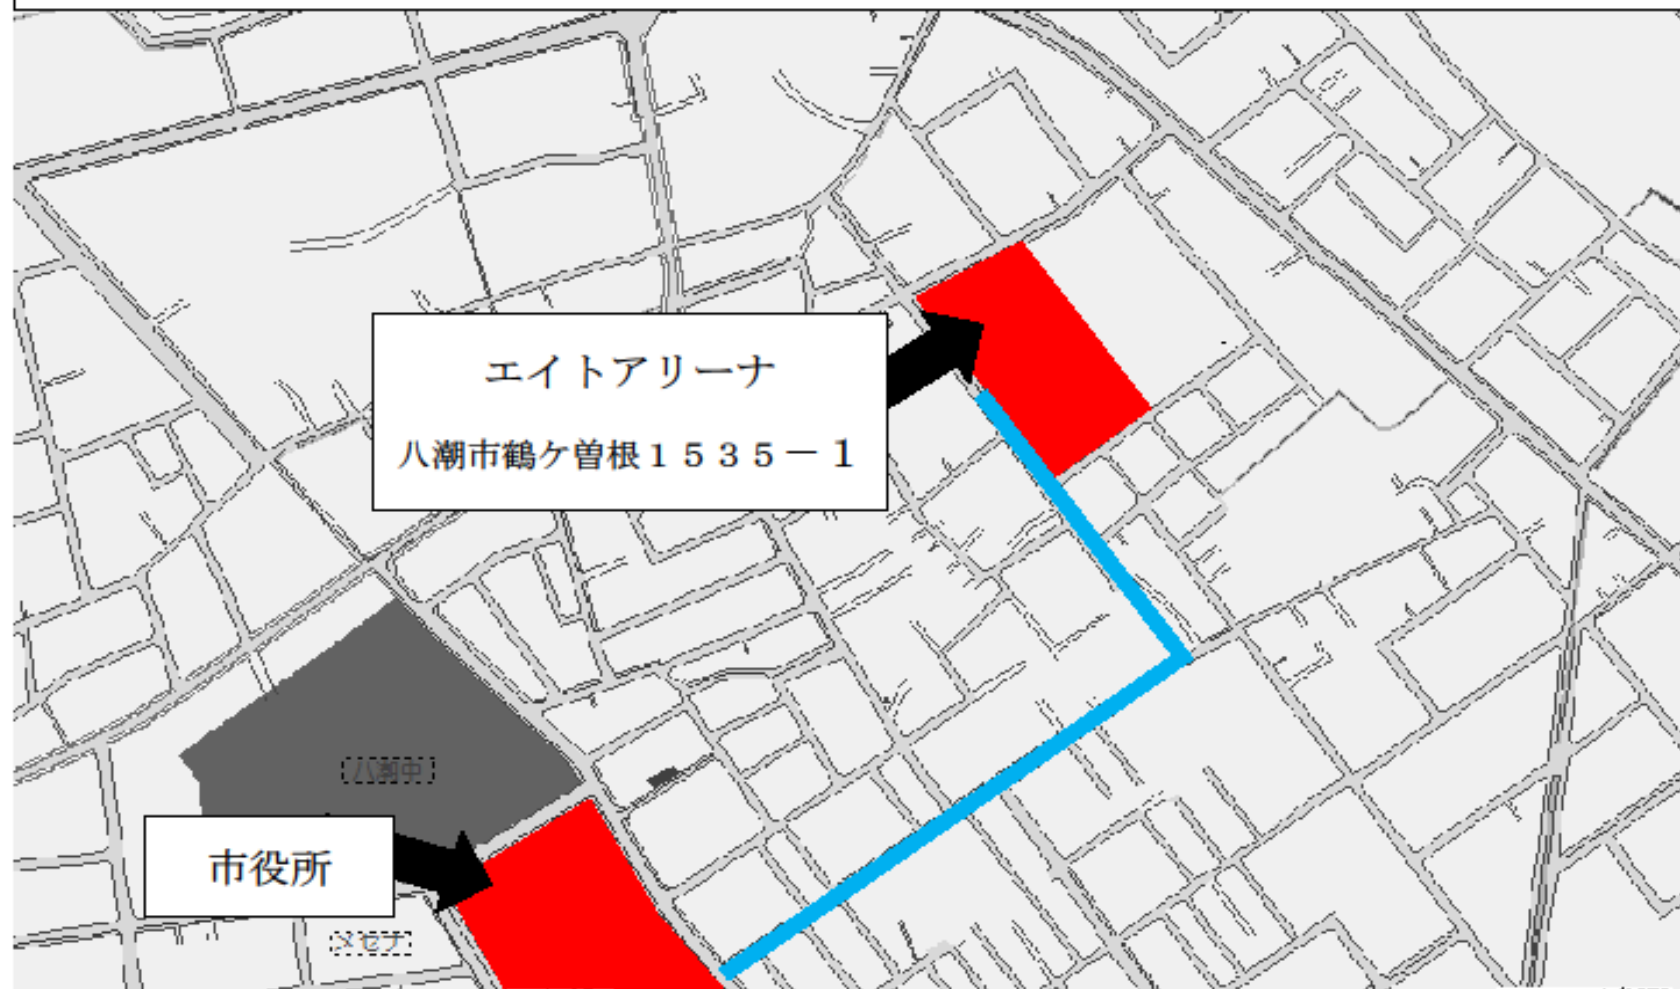 エイトアリーナ
八潮市鶴ケ曽根１５３５－１
八潮中
市役所
メセナ